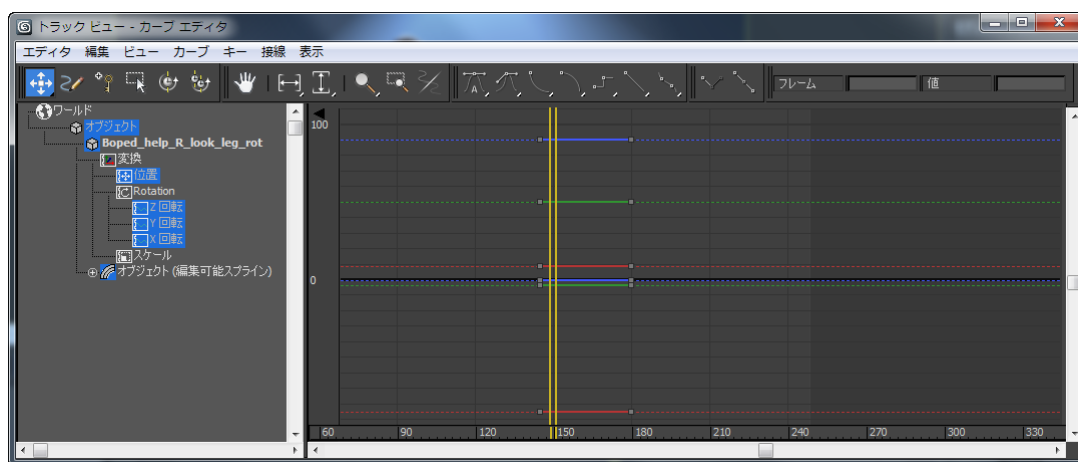 トラック ビュー - カーブ エディタ
エディタ 編集 ビュー カーブ キー 接線 表示
フレーム 値
ワールド
オブジェクト
Boped_help_R_look_leg_rot
変換
位置
Rotation
Z 回転
Y 回転
X 回転
スケール
オブジェクト (編集可能スプライン)
100
0
60 90 120 150 180 210 240 270 300 330